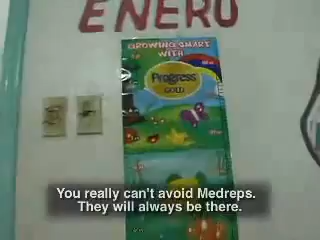 ENERO
GROWING SMART
WITH
Progress
GOLD
You really can't avoid Medreps.
They will always be there.